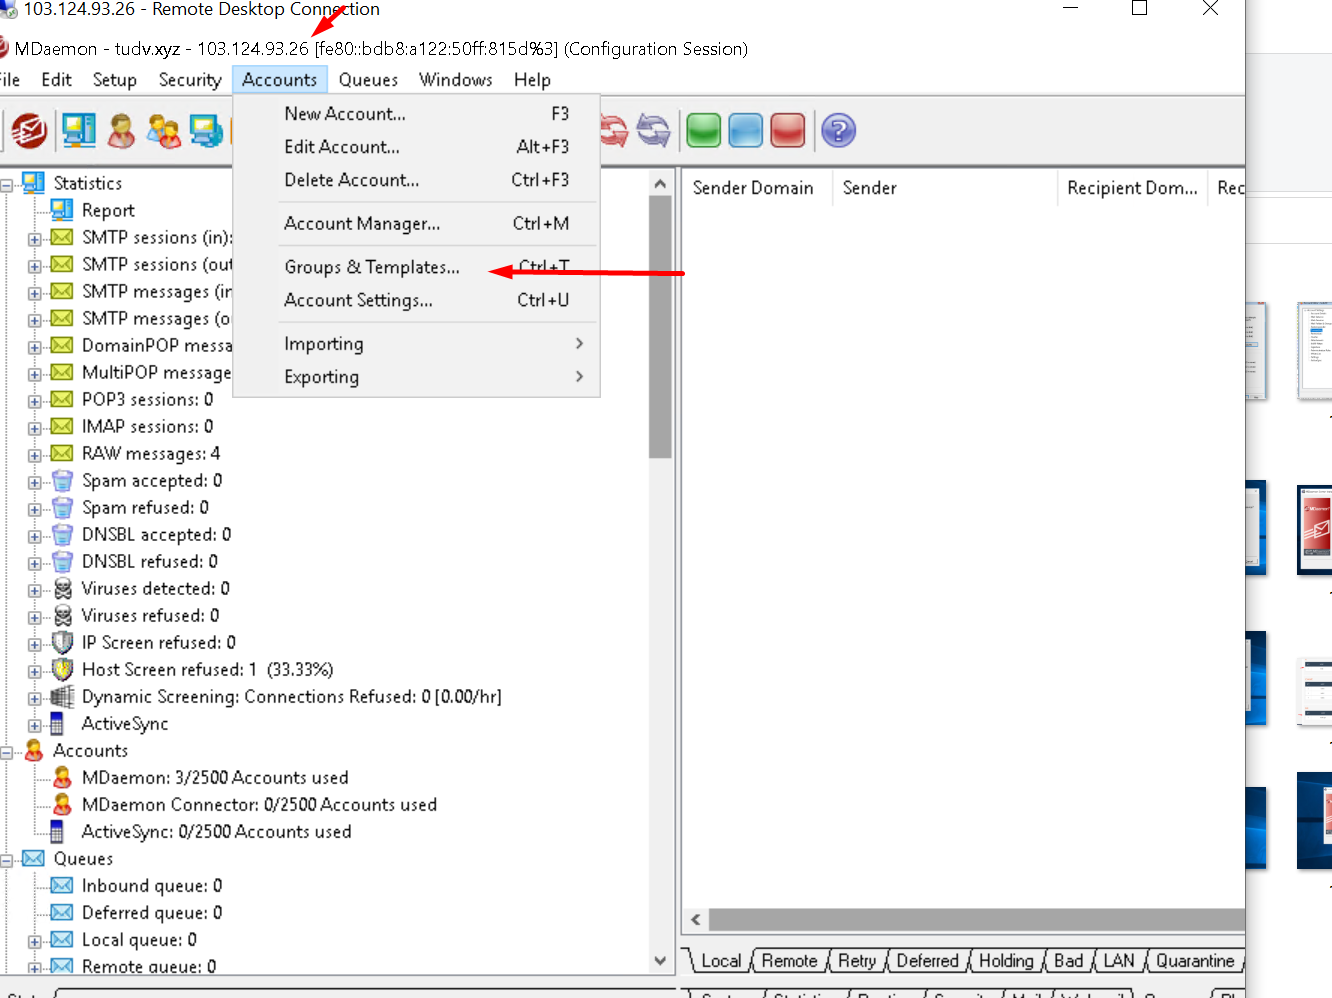 103.124.93.26 - Remote Desktop Connection
MDaemon - tudv.xyz - 103.124.93.26 [fe80::bdb8:a122:50ff:815d%3] (Configuration Session)
File Edit Setup Security Accounts Queues Windows Help
New Account... F3
Edit Account... Alt+F3
Delete Account... Ctrl+F3
Account Manager... Ctrl+M
Groups & Templates... Ctrl+T
Account Settings... Ctrl+U
Importing
Exporting
Sender Domain Sender Recipient Dom... Rec
Statistics
Report
SMTP sessions (in):
SMTP sessions (out
SMTP messages (in
SMTP messages (o
DomainPOP messa
MultiPOP message
POP3 sessions: 0
IMAP sessions: 0
RAW messages: 4
Spam accepted: 0
Spam refused: 0
DNSBL accepted: 0
DNSBL refused: 0
Viruses detected: 0
Viruses refused: 0
IP Screen refused: 0
Host Screen refused: 1 (33.33%)
Dynamic Screening: Connections Refused: 0 [0.00/hr]
ActiveSync
Accounts
MDaemon: 3/2500 Accounts used
MDaemon Connector: 0/2500 Accounts used
ActiveSync: 0/2500 Accounts used
Queues
Inbound queue: 0
Deferred queue: 0
Local queue: 0
Remote queue: 0
Local Remote Retry Deferred Holding Bad LAN Quarantine